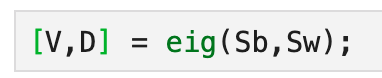 [V,D] = eig(Sb,Sw);